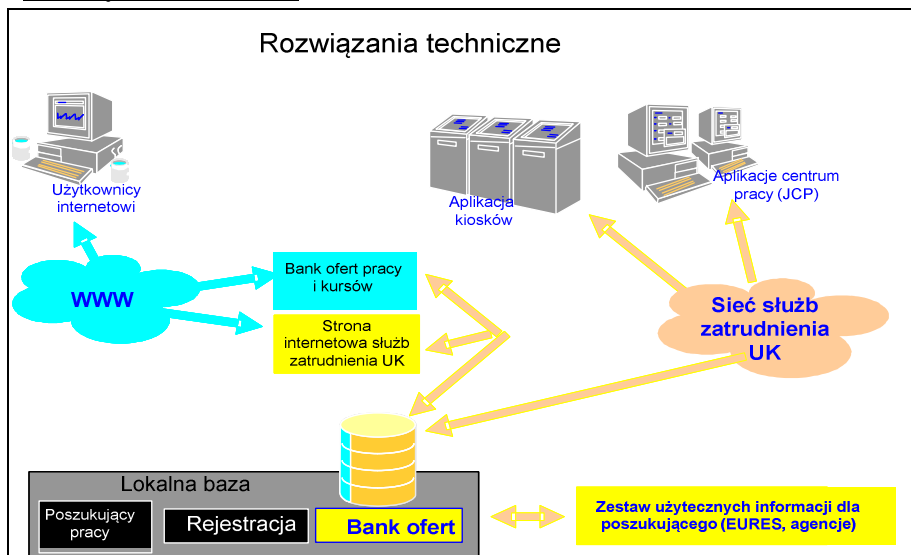 Rozwiązania techniczne
Użytkownicy
internetowi
Aplikacja
kiosków
Aplikacje centrum
pracy (JCP)
WWW
Bank ofert pracy
i kursów
Strona
internetowa służb
zatrudnienia UK
Sieć służb
zatrudnienia
UK
Lokalna baza
Poszukujący
pracy
Rejestracja
Bank ofert
Zestaw użytecznych informacji dla
poszukującego (EURES, agencje)